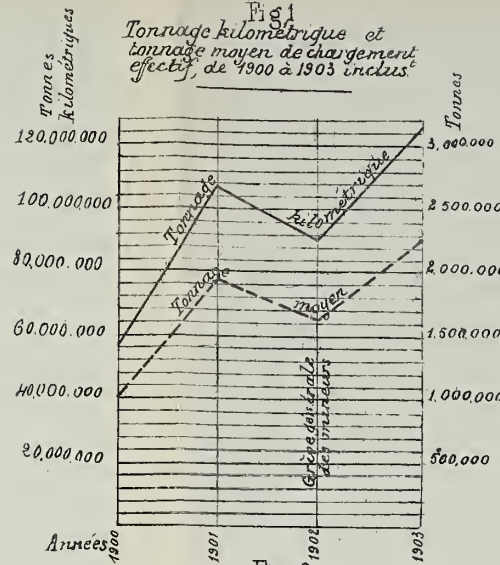 Fig. 1
Tonnage kilométrique et
tonnage moyen de chargement
efectif, de 1900 à 1903 inclus.t
Tonnes
kilométriques
Tonnes
120,000.000
100,000,000
80,000.000
60,000.000
40,000.000
20,000,000
3,000.000
2 500,000
2,000,000
1,500,000
1,000,000
500,000
Tonnage kilométrique
Tonnage moyen
Grève générale
des mineurs
Années
1900
1901
1902
1903